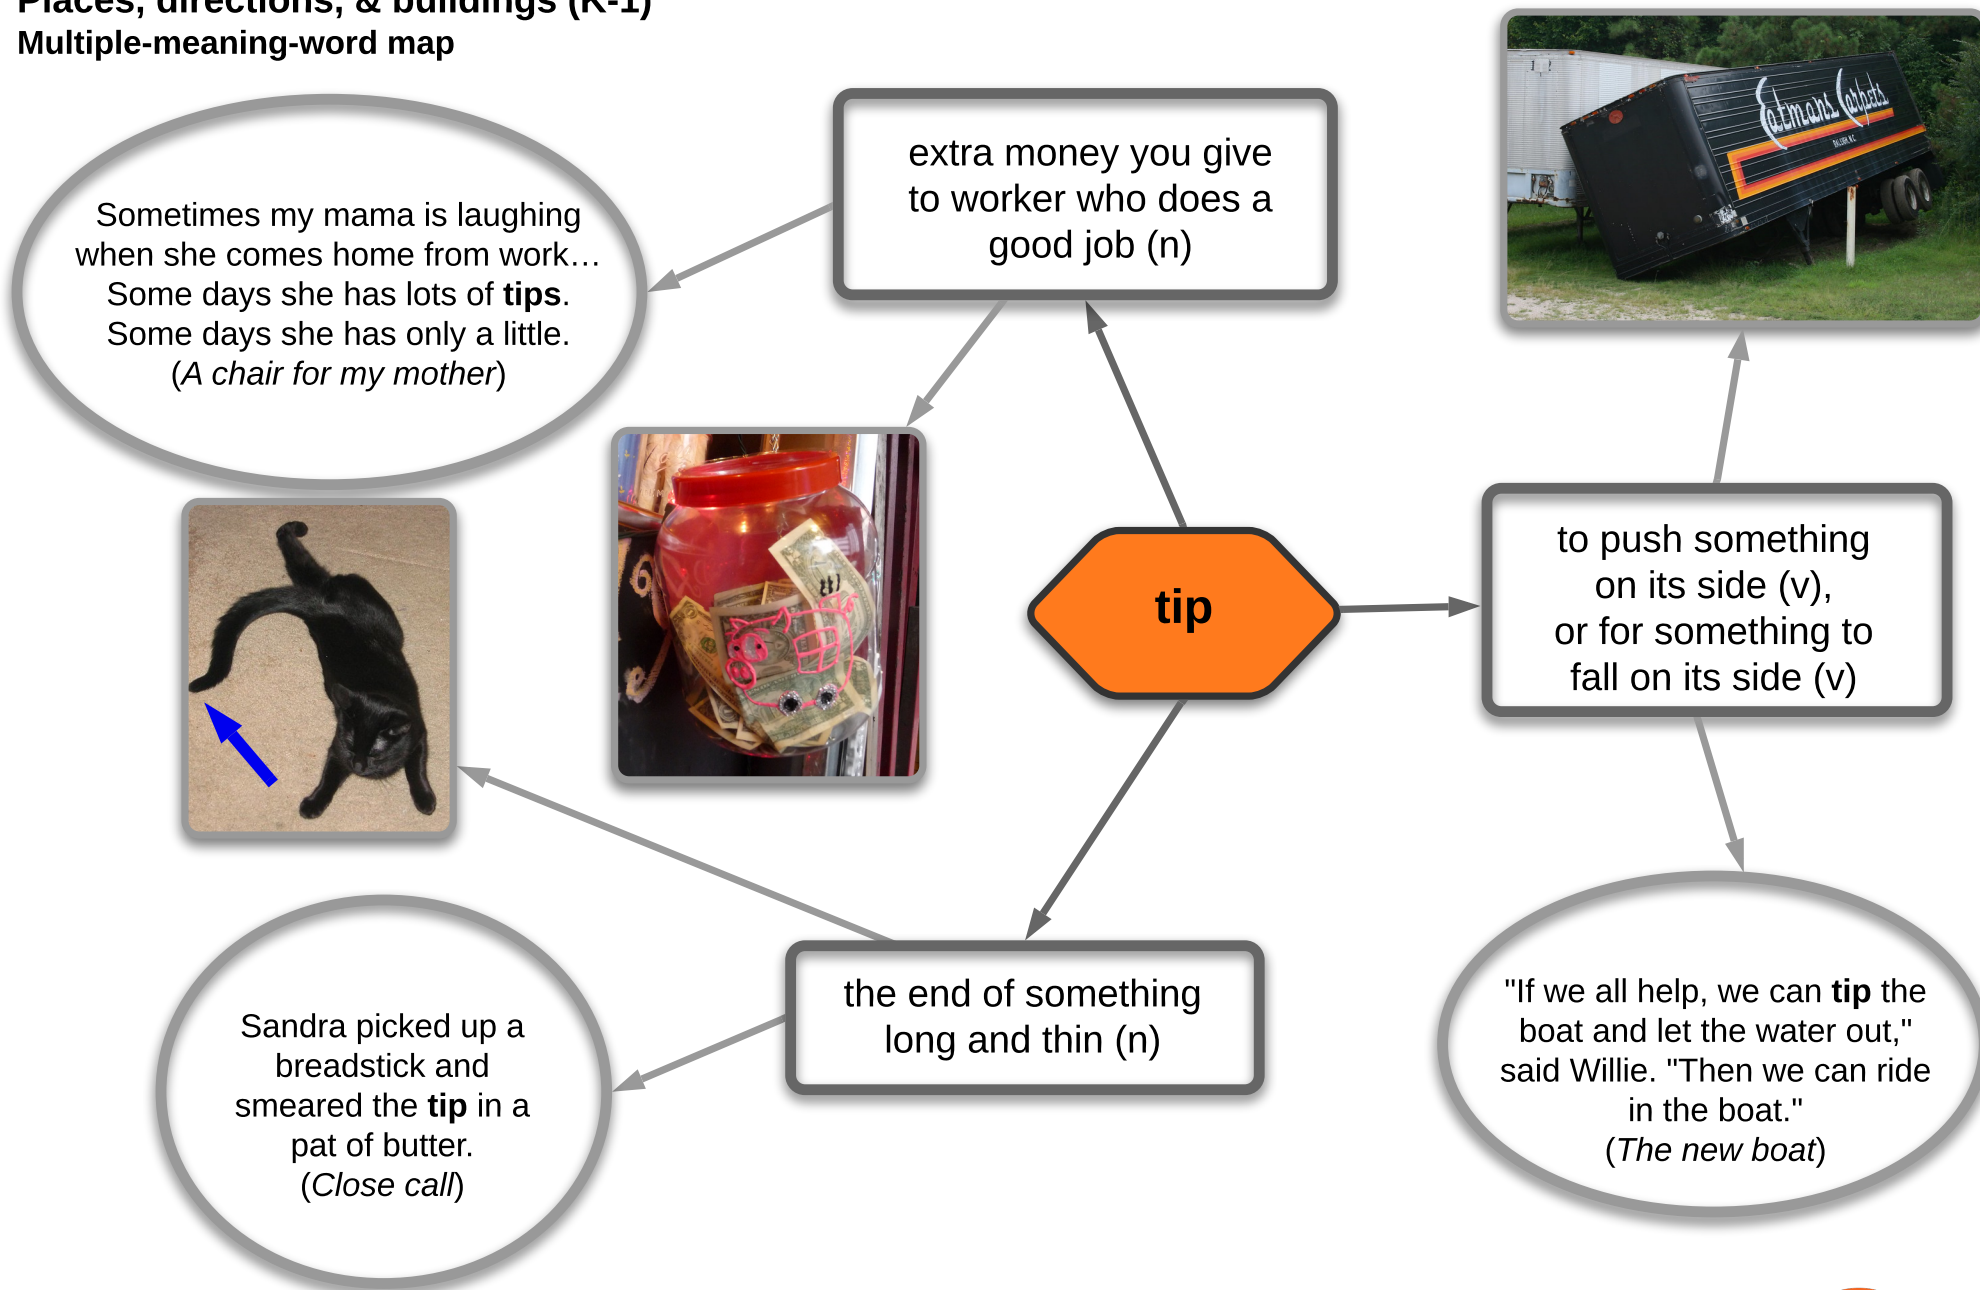 Places, directions, & buildings (K-1)
Multiple-meaning-word map
extra money you give
to worker who does a
good job (n)
Sometimes my mama is laughing
when she comes home from work…
Some days she has lots of tips.
Some days she has only a little.
(A chair for my mother)
Eatmans Carpets
RALEIGH, N.C.
tip
to push something
on its side (v),
or for something to
fall on its side (v)
the end of something
long and thin (n)
Sandra picked up a
breadstick and
smeared the tip in a
pat of butter.
(Close call)
"If we all help, we can tip the
boat and let the water out,"
said Willie. "Then we can ride
in the boat."
(The new boat)